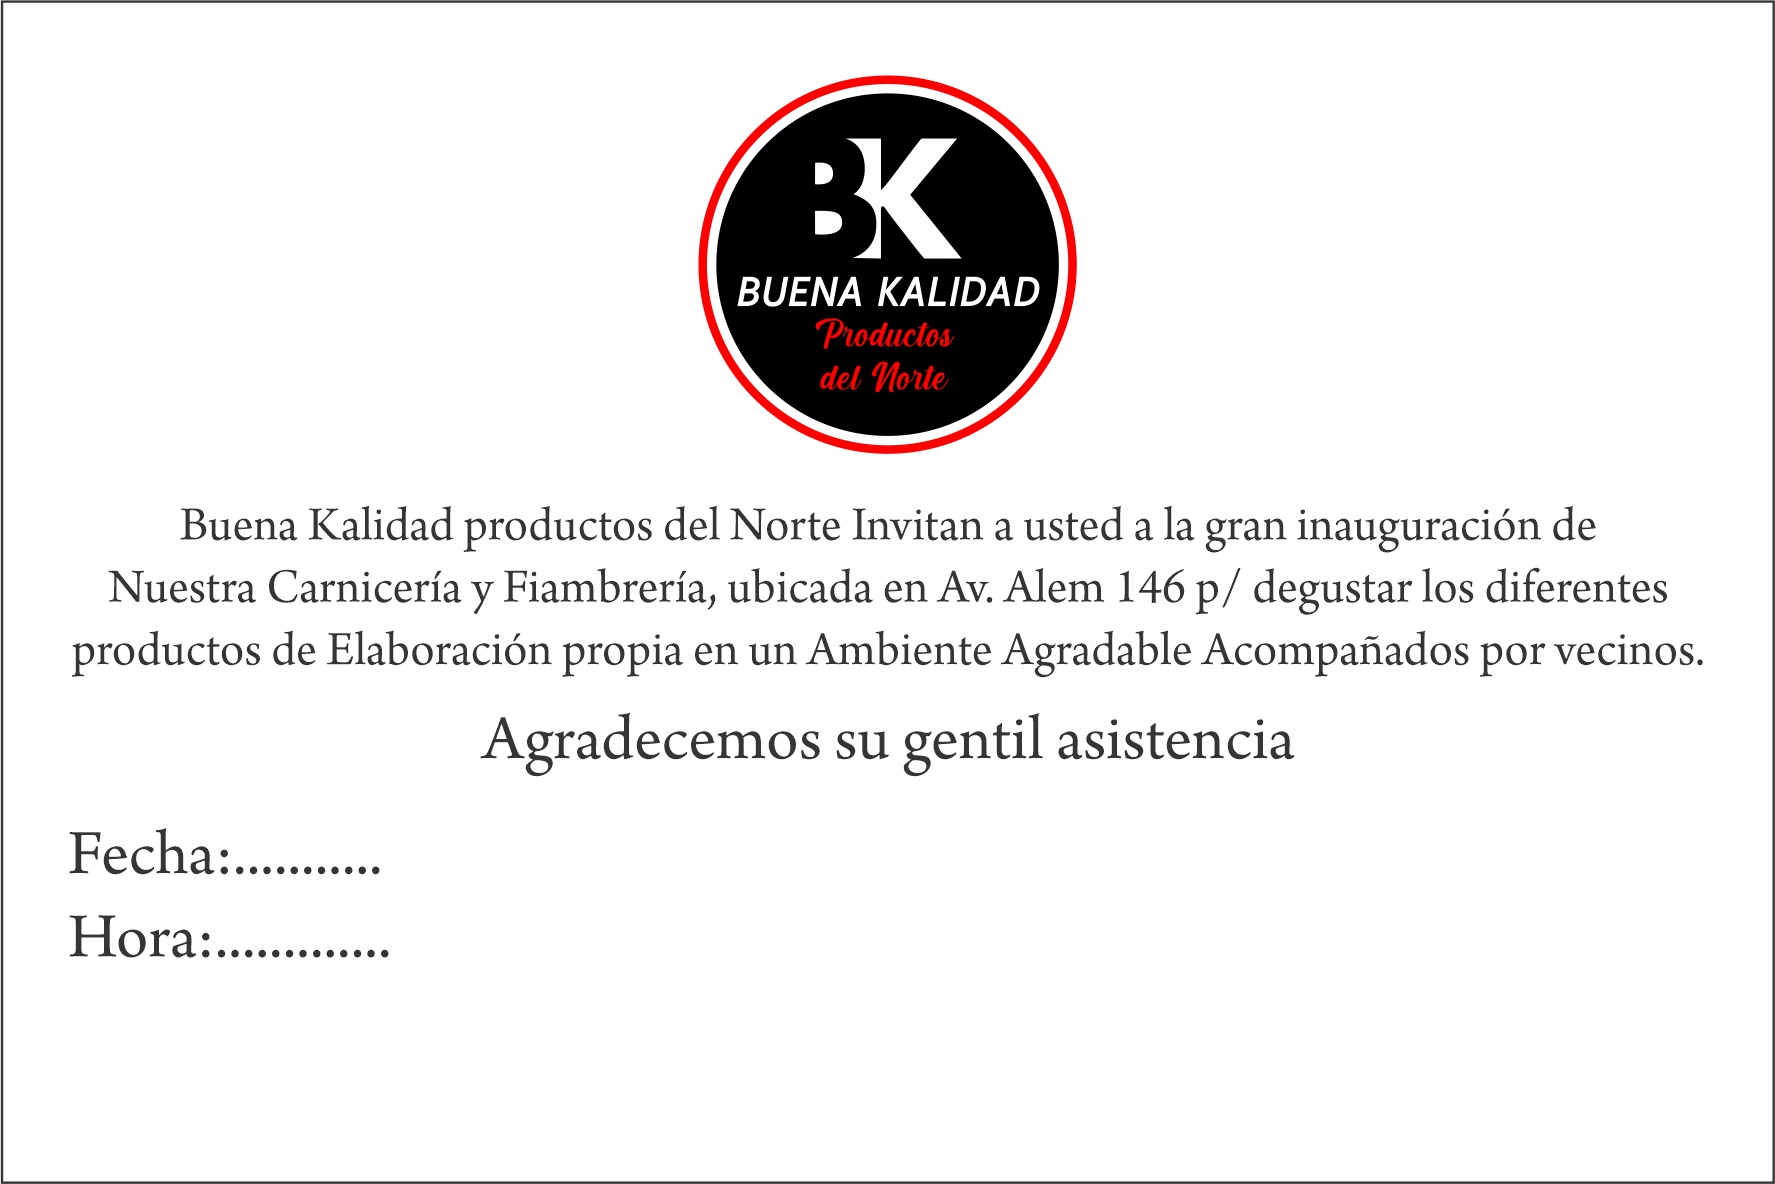 BK
BUENA KALIDAD
Productos
del Norte
Buena Kalidad productos del Norte Invitan a usted a la gran inauguración de
Nuestra Carnicería y Fiambrería, ubicada en Av. Alem 146 p/ degustar los diferentes
productos de Elaboración propia en un Ambiente Agradable Acompañados por vecinos.
Agradecemos su gentil asistencia
Fecha:...........
Hora:.............